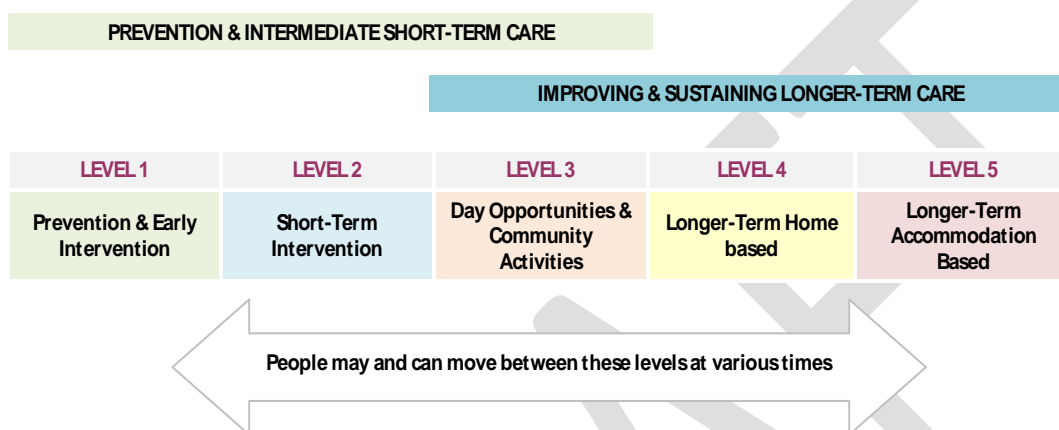 PREVENTION & INTERMEDIATE SHORT-TERM CARE
IMPROVING & SUSTAINING LONGER-TERM CARE
LEVEL 1
LEVEL 2
LEVEL 3
LEVEL 4
LEVEL 5
Prevention & Early
Intervention
Short-Term
Intervention
Day Opportunities &
Community
Activities
Longer-Term Home
based
Longer-Term
Accommodation
Based
People may and can move between these levels at various times